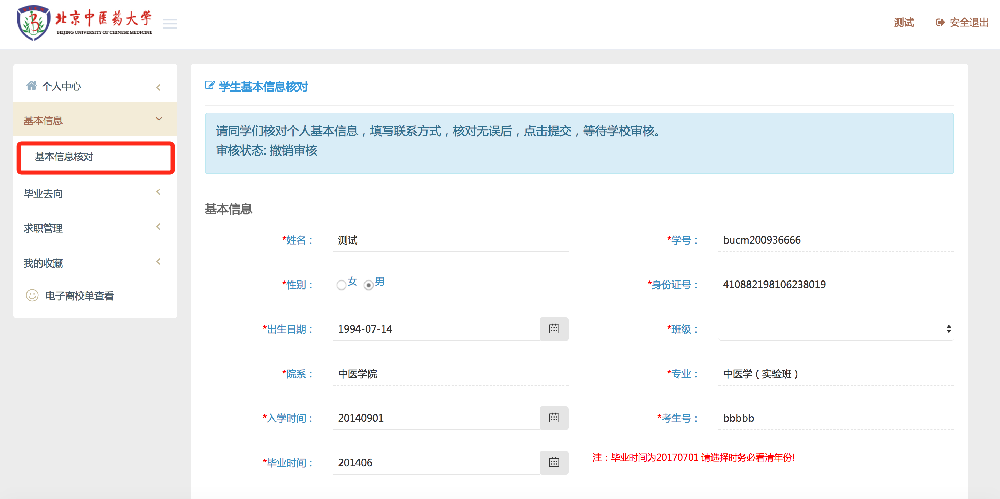 BUCM
北京中医药大学
BEIJING UNIVERSITY OF CHINESE MEDICINE
测试
安全退出
个人中心
基本信息
基本信息核对
毕业去向
求职管理
我的收藏
电子离校单查看
学生基本信息核对
请同学们核对个人基本信息，填写联系方式，核对无误后，点击提交，等待学校审核。
审核状态: 撤销审核
基本信息
*姓名： 测试
*学号： bucm200936666
*性别： 女 男
*身份证号： 410882198106238019
*出生日期： 1994-07-14
*班级：
*院系： 中医学院
*专业： 中医学（实验班）
*入学时间： 20140901
*考生号： bbbbb
*毕业时间： 201406
注：毕业时间为20170701 请选择时务必看清年份!